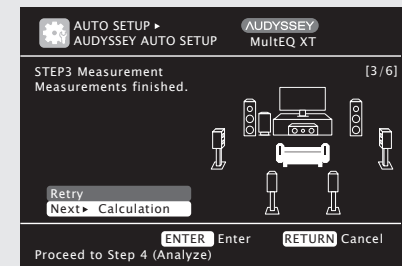 AUTO SETUP ▸
AUDYSSEY AUTO SETUP
AUDYSSEY
MultEQ XT
STEP3 Measurement
[3/6]
Measurements finished.
Retry
Next▸ Calculation
ENTER Enter RETURN Cancel
Proceed to Step 4 (Analyze)